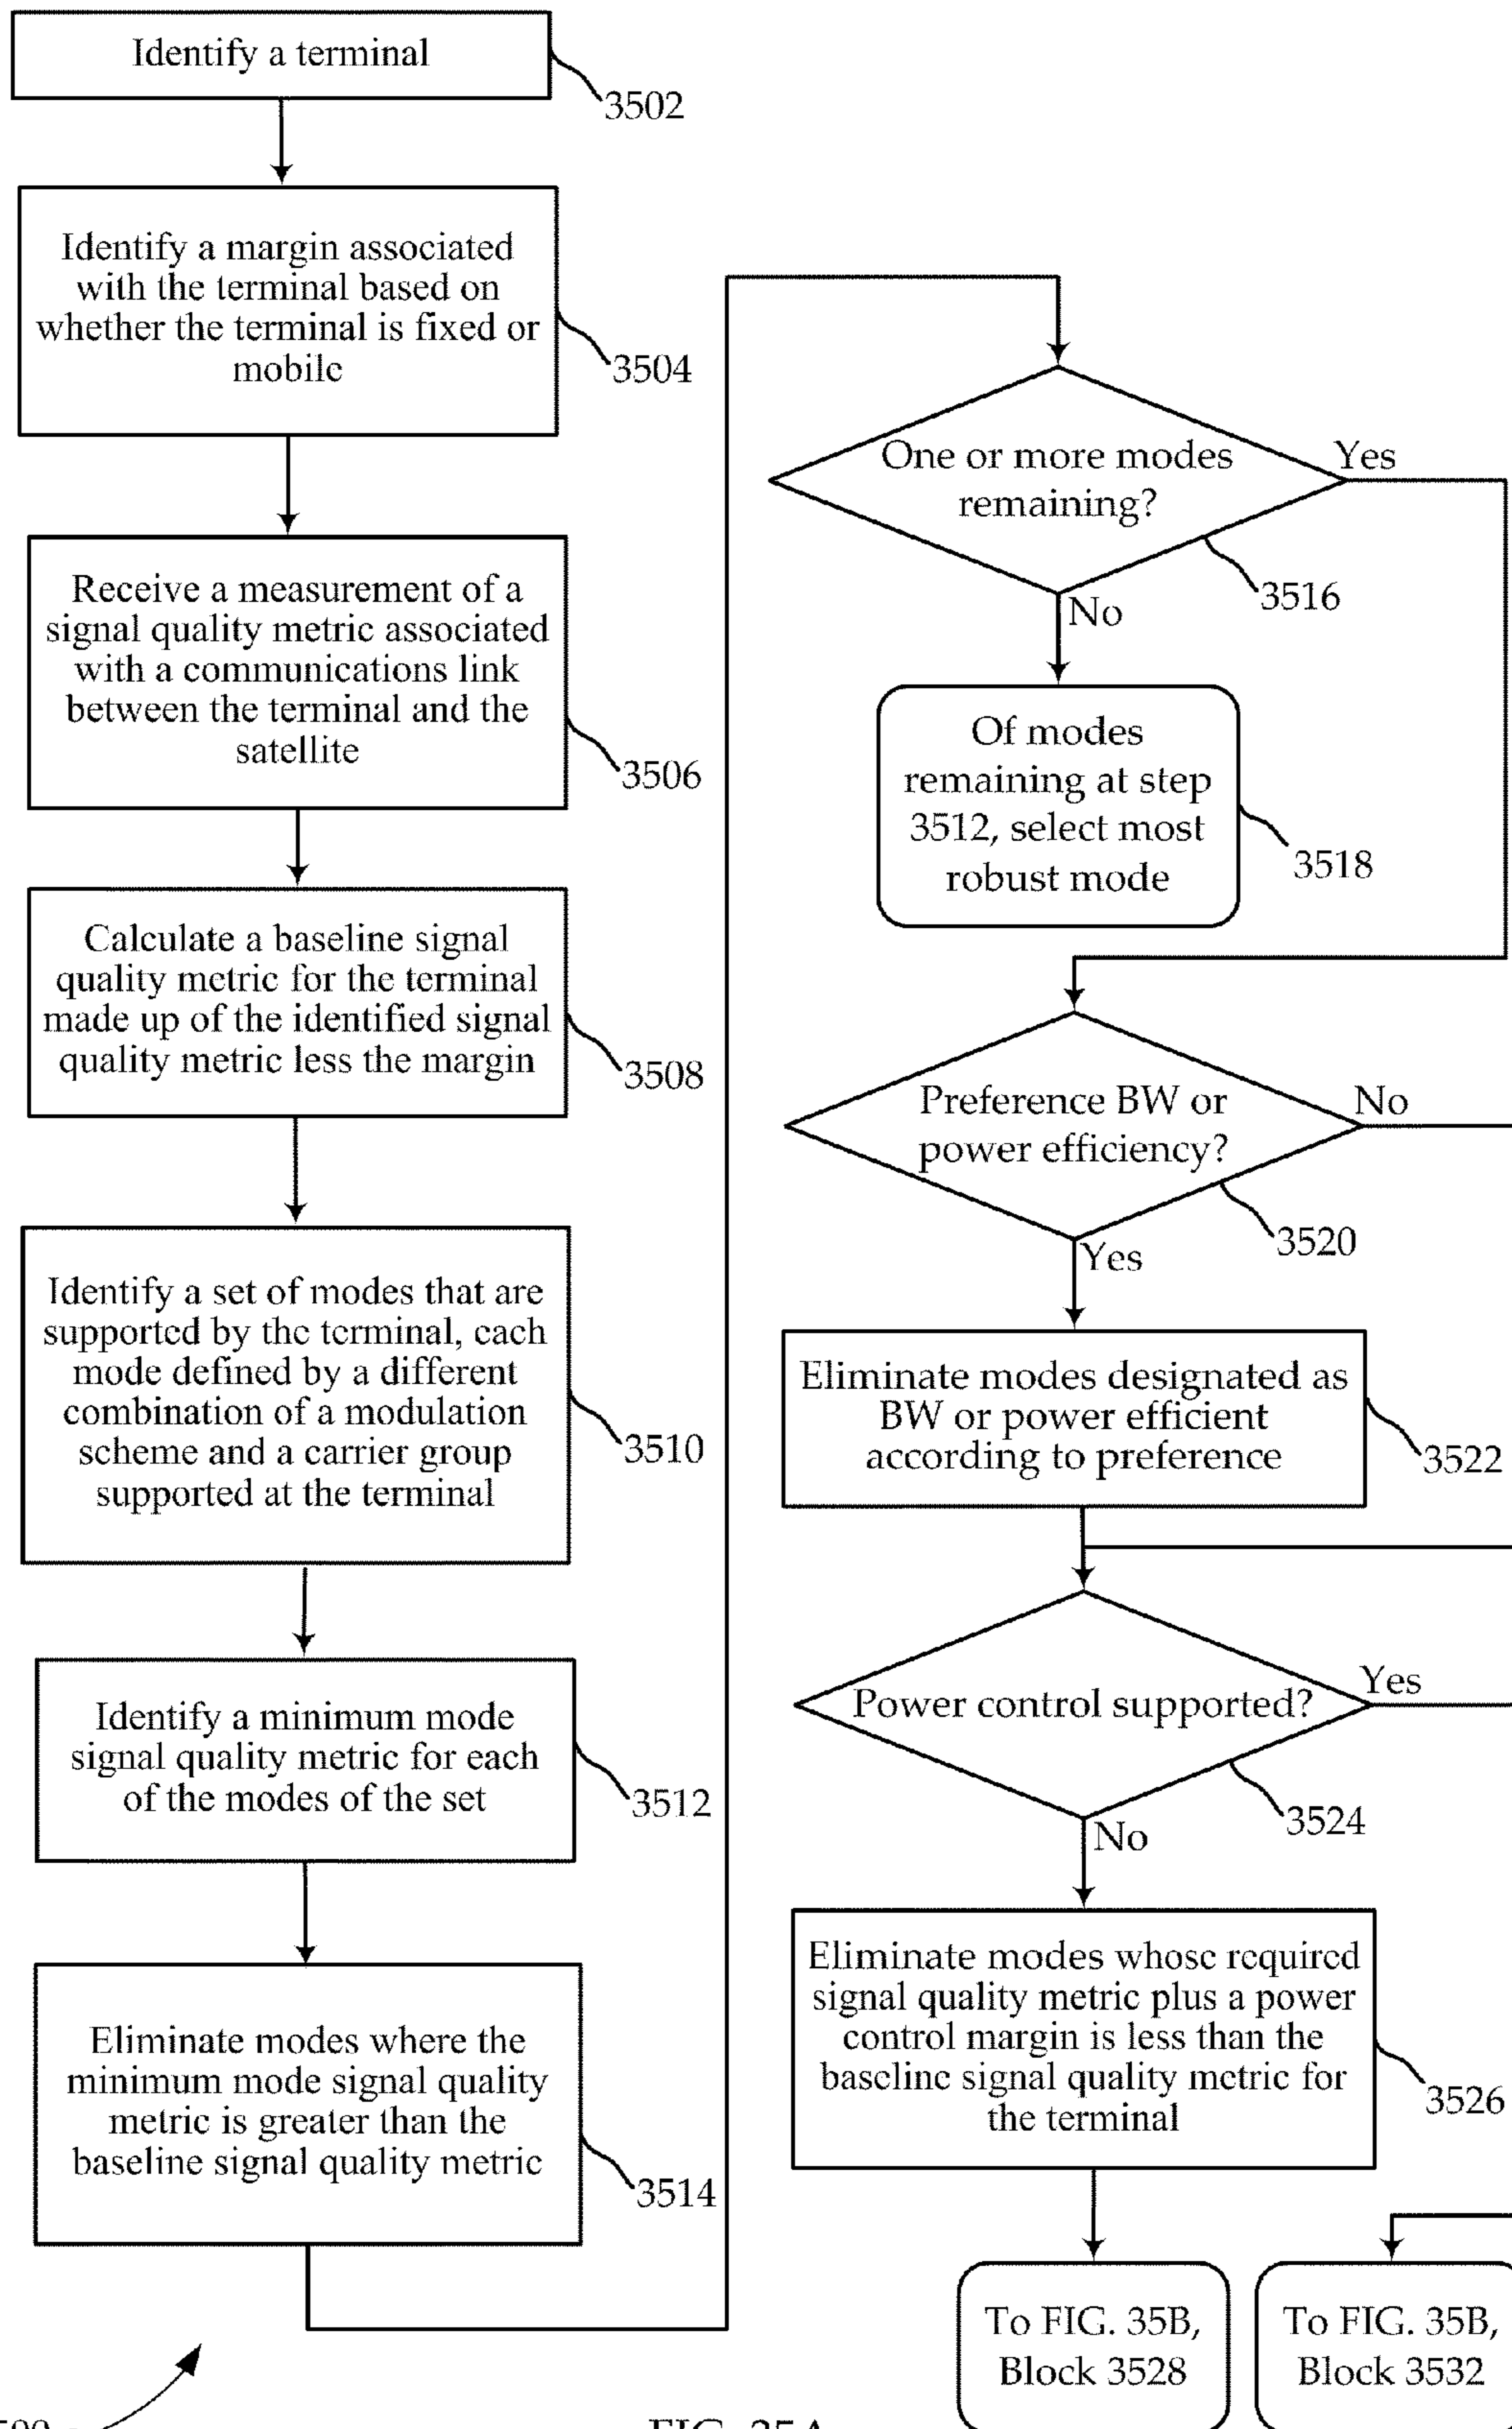 Identify a terminal
3502
Identify a margin associated
with the terminal based on
whether the terminal is fixed or
mobile
3504
Receive a measurement of a
signal quality metric associated
with a communications link
between the terminal and the
satellite
3506
Calculate a baseline signal
quality metric for the terminal
made up of the identified signal
quality metric less the margin
3508
Identify a set of modes that are
supported by the terminal, each
mode defined by a different
combination of a modulation
scheme and a carrier group
supported at the terminal
3510
Identify a minimum mode
signal quality metric for each
of the modes of the set
3512
Eliminate modes where the
minimum mode signal quality
metric is greater than the
baseline signal quality metric
3514
One or more modes
remaining?
Yes
3516
No
Of modes
remaining at step
3512, select most
robust mode
3518
Preference BW or
power efficiency?
No
3520
Yes
Eliminate modes designated as
BW or power efficient
according to preference
3522
Power control supported?
Yes
3524
No
Eliminate modes whose required
signal quality metric plus a power
control margin is less than the
baseline signal quality metric for
the terminal
3526
To FIG. 35B,
Block 3528
To FIG. 35B,
Block 3532
FIG. 35A